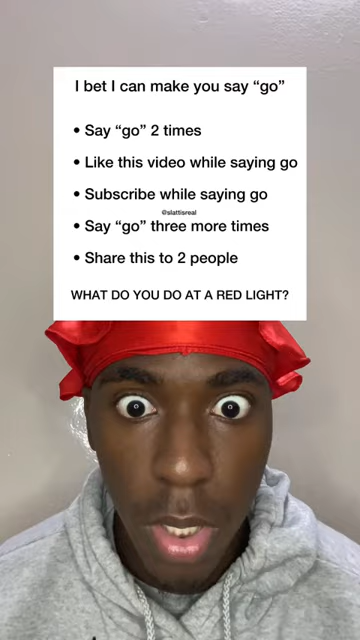 I bet I can make you say “go”
• Say “go” 2 times
• Like this video while saying go
• Subscribe while saying go
@slattisreal
• Say “go” three more times
• Share this to 2 people
WHAT DO YOU DO AT A RED LIGHT?